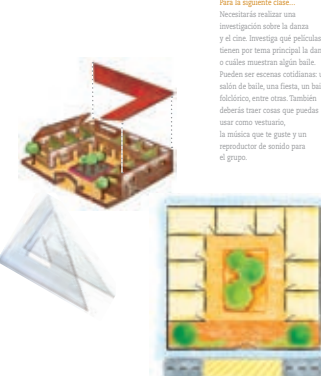 Para la siguiente clase...
Necesitarás realizar una
investigación sobre la danza
y el cine. Investiga qué películas
tienen por tema principal la dan
o cuáles muestran algún baile.
Pueden ser escenas cotidianas: u
salón de baile, una fiesta, un bail
folclórico, entre otras. También
deberás traer cosas que puedas
usar como vestuario,
la música que te guste y un
reproductor de sonido para
el grupo.